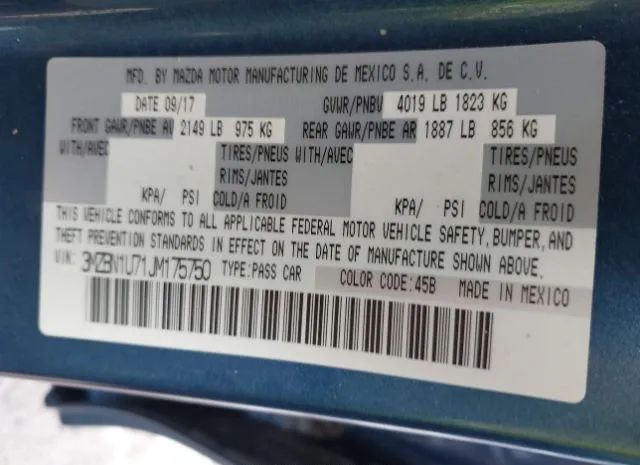 MFD. BY MAZDA MOTOR MANUFACTURING DE MEXICO S.A. DE C.V.
DATE 09/17 GVWR/PNBV 4019 LB 1823 KG
FRONT GAWR/PNBE AV 2149 LB 975 KG REAR GAWR/PNBE AR 1887 LB 856 KG
WITH/AVEC TIRES/PNEUS WITH/AVEC TIRES/PNEUS
RIMS/JANTES RIMS/JANTES
KPA/ PSI COLD/A FROID KPA/ PSI COLD/A FROID
THIS VEHICLE CONFORMS TO ALL APPLICABLE FEDERAL MOTOR VEHICLE SAFETY, BUMPER, AND
THEFT PREVENTION STANDARDS IN EFFECT ON THE DATE OF MANUFACTURE SHOWN ABOVE.
VIN: 3MZBN1U71JM175750 TYPE:PASS CAR COLOR CODE:45B MADE IN MEXICO